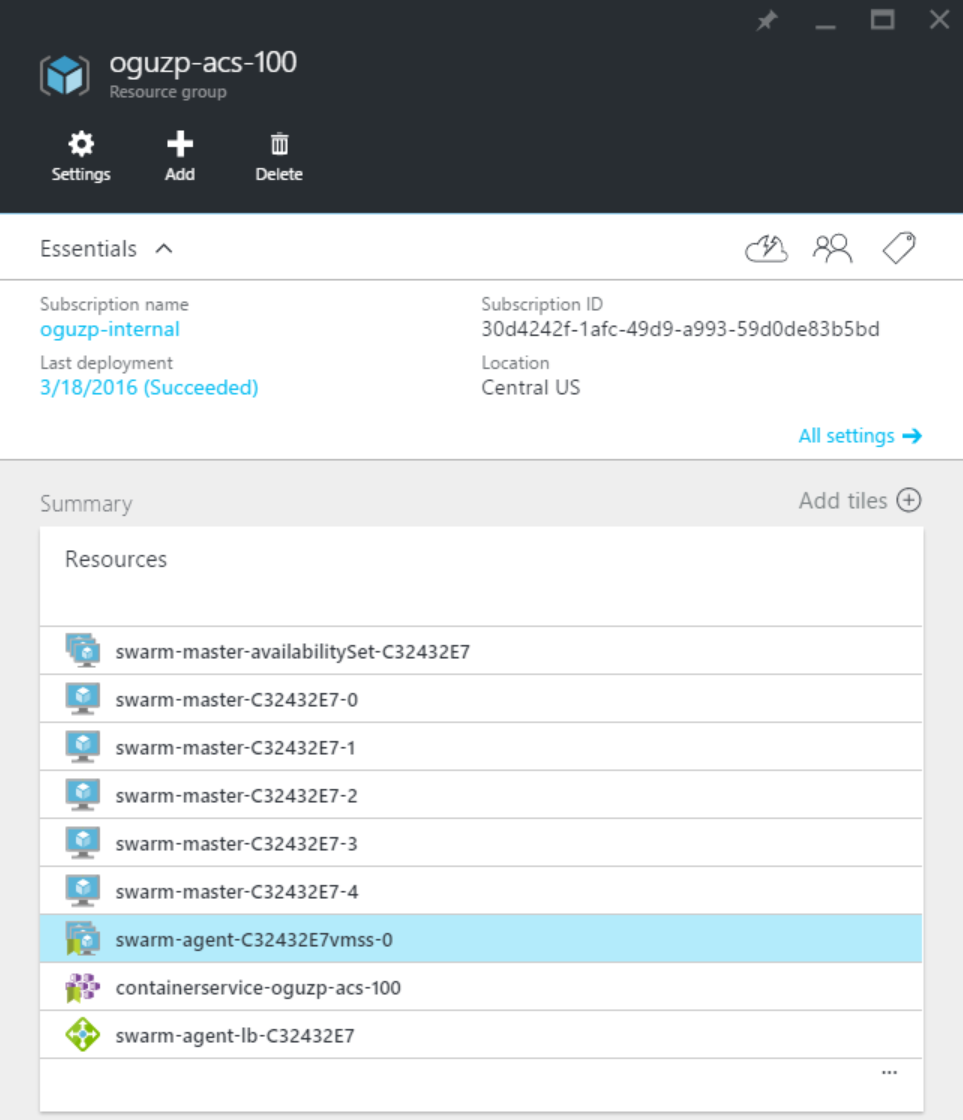 oguzp-acs-100
Resource group
Settings Add Delete
Essentials
Subscription name
oguzp-internal
Subscription ID
30d4242f-1afc-49d9-a993-59d0de83b5bd
Last deployment
3/18/2016 (Succeeded)
Location
Central US
All settings
Summary
Add tiles
Resources
swarm-master-availabilitySet-C32432E7
swarm-master-C32432E7-0
swarm-master-C32432E7-1
swarm-master-C32432E7-2
swarm-master-C32432E7-3
swarm-master-C32432E7-4
swarm-agent-C32432E7vmss-0
containerservice-oguzp-acs-100
swarm-agent-lb-C32432E7
...